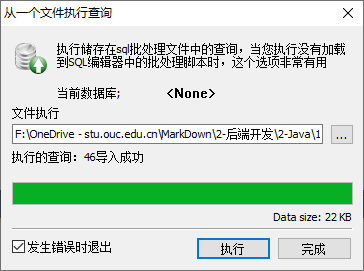 从一个文件执行查询
执行储存在sql批处理文件中的查询，当您执行没有加载
到SQL编辑器中的批处理脚本时，这个选项非常有用
当前数据库; <None>
文件执行
F:\OneDrive - stu.ouc.edu.cn\MarkDown\2-后端开发\2-Java\1
...
执行的查询：46导入成功
Data size: 22 KB
发生错误时退出
执行
完成